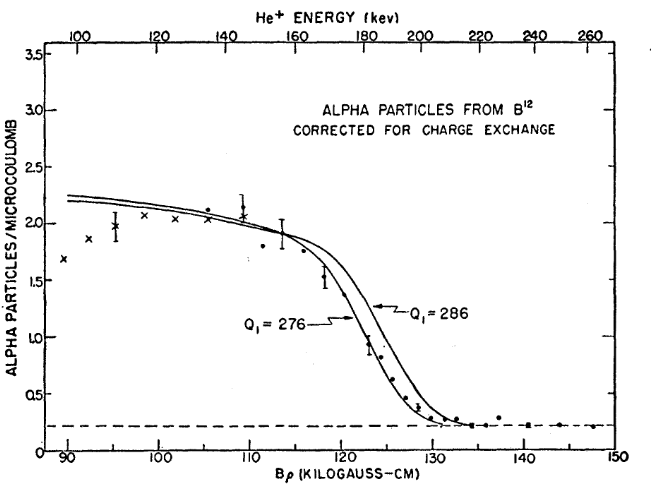 He+ ENERGY (kev)
100 120 140 160 180 200 220 240 260
3.5
3.0
2.5
2.0
1.5
1.0
0.5
0
ALPHA PARTICLES/MICROCOULOMB
ALPHA PARTICLES FROM B12
CORRECTED FOR CHARGE EXCHANGE
Q1 = 286
Q1 = 276
90 100 110 120 130 140 150
Bρ (KILOGAUSS-CM)